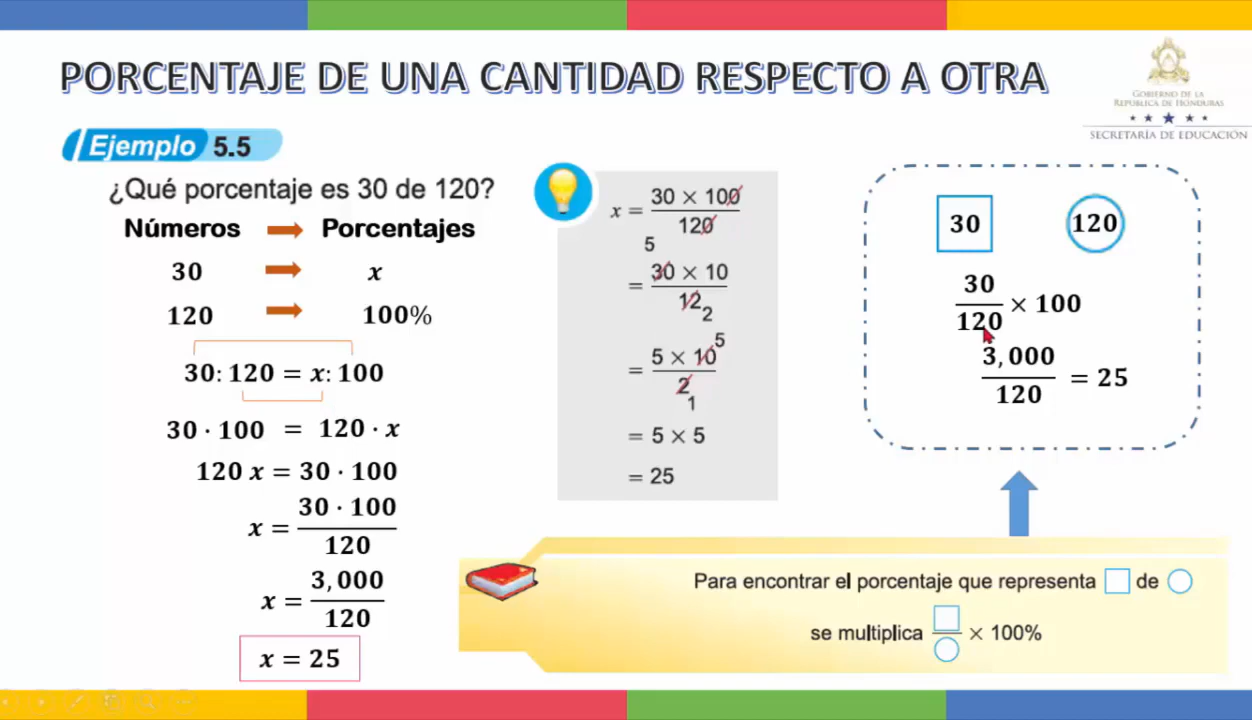 PORCENTAJE DE UNA CANTIDAD RESPECTO A OTRA
GOBIERNO DE LA
REPÚBLICA DE HONDURAS
SECRETARÍA DE EDUCACIÓN
Ejemplo 5.5
¿Qué porcentaje es 30 de 120?
Números Porcentajes
30 x
120 100%
30: 120 = x: 100
30 · 100 = 120 · x
120 x = 30 · 100
30 · 100
x =
120
3,000
x =
120
x = 25
30 × 100
x =
120
5
30 × 10
=
12
2
5
5 × 10
=
2
1
= 5 × 5
= 25
30 120
30
× 100
120
3,000
= 25
120
Para encontrar el porcentaje que representa □ de ○
se multiplica □/○ × 100%